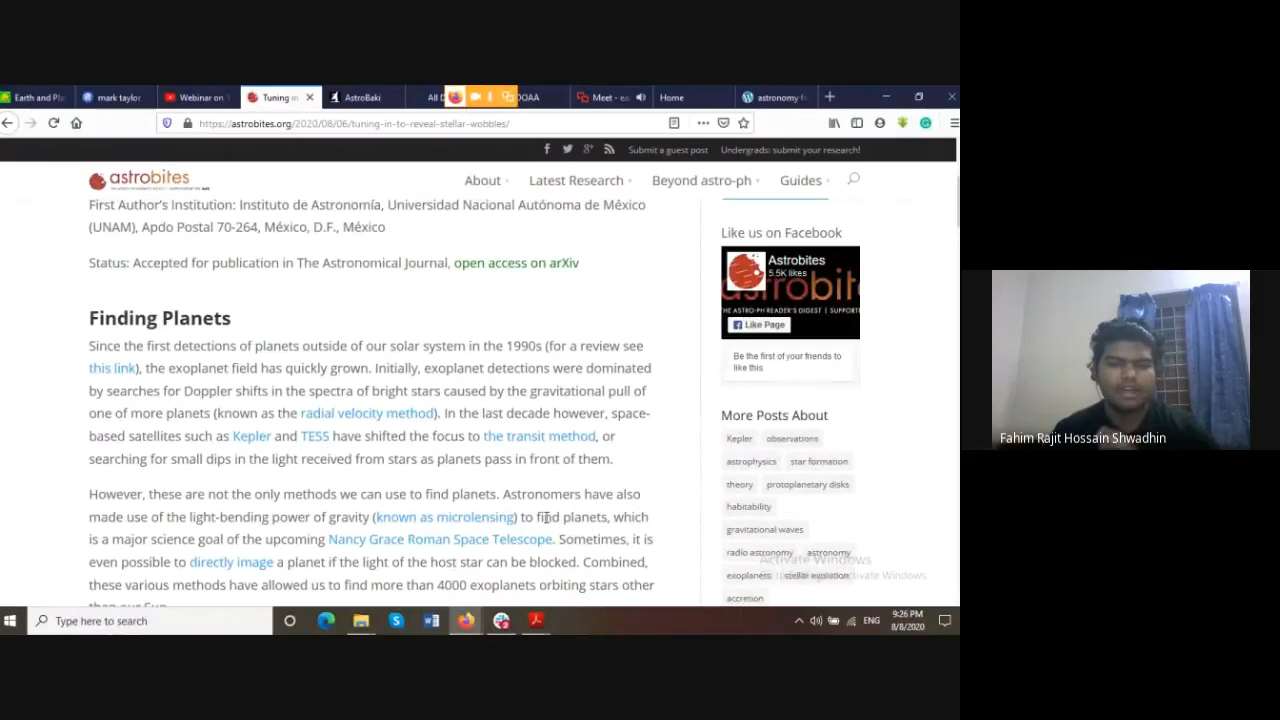 Earth and Pla
mark taylor
Webinar on
Tuning in
AstroBaki
Meet - ea
Home
astronomy f
https://astrobites.org/2020/08/06/tuning-in-to-reveal-stellar-wobbles/
Submit a guest post
Undergrads: submit your research!
astrobites
About
Latest Research
Beyond astro-ph
Guides
First Author's Institution: Instituto de Astronomía, Universidad Nacional Autónoma de México
(UNAM), Apdo Postal 70-264, México, D.F., México
Status: Accepted for publication in The Astronomical Journal, open access on arXiv
Finding Planets
Since the first detections of planets outside of our solar system in the 1990s (for a review see
this link), the exoplanet field has quickly grown. Initially, exoplanet detections were dominated
by searches for Doppler shifts in the spectra of bright stars caused by the gravitational pull of
one of more planets (known as the radial velocity method). In the last decade however, space-
based satellites such as Kepler and TESS have shifted the focus to the transit method, or
searching for small dips in the light received from stars as planets pass in front of them.
However, these are not the only methods we can use to find planets. Astronomers have also
made use of the light-bending power of gravity (known as microlensing) to find planets, which
is a major science goal of the upcoming Nancy Grace Roman Space Telescope. Sometimes, it is
even possible to directly image a planet if the light of the host star can be blocked. Combined,
these various methods have allowed us to find more than 4000 exoplanets orbiting stars other
than our Sun
Like us on Facebook
Astrobites
5.5K likes
astrobit
THE ASTRO-PH READER'S DIGEST | SUPPORTE
Like Page
Be the first of your friends to
like this
More Posts About
Kepler
observations
astrophysics
star formation
theory
protoplanetary disks
habitability
gravitational waves
radio astronomy
astronomy
Activate Windows
exoplanets
stellar evolution
accretion
Type here to search
ENG
9:26 PM
8/8/2020
Fahim Rajit Hossain Shwadhin